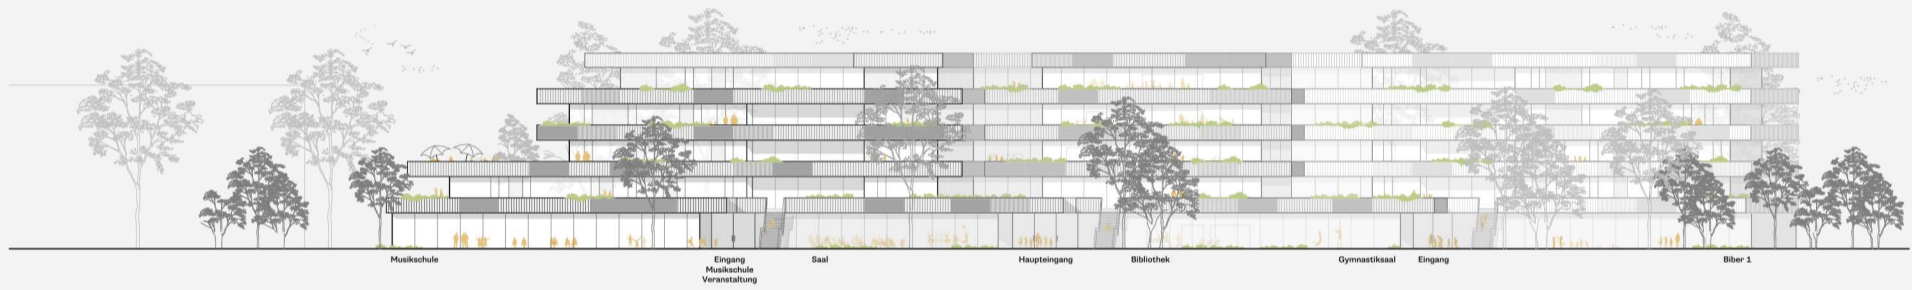 Musikschule
Eingang
Musikschule
Veranstaltung
Saal
Haupteingang
Bibliothek
Gymnastiksaal
Eingang
Biber 1